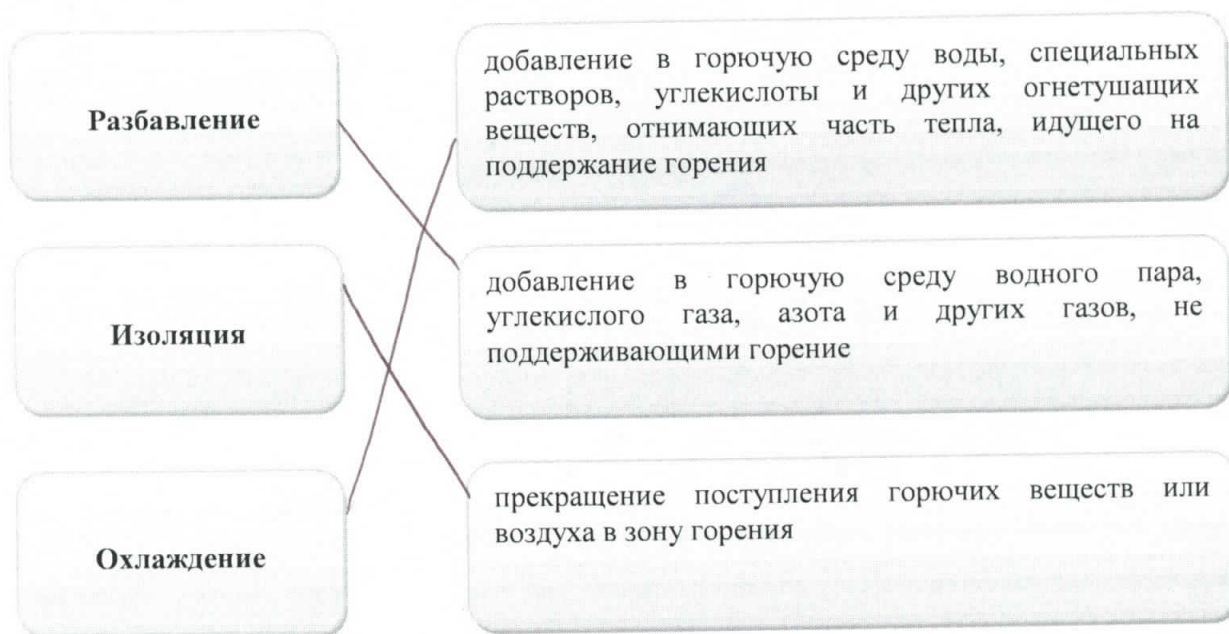 Разбавление
добавление в горючую среду воды, специальных
растворов, углекислоты и других огнетушащих
веществ, отнимающих часть тепла, идущего на
поддержание горения
Изоляция
добавление в горючую среду водного пара,
углекислого газа, азота и других газов, не
поддерживающими горение
Охлаждение
прекращение поступления горючих веществ или
воздуха в зону горения